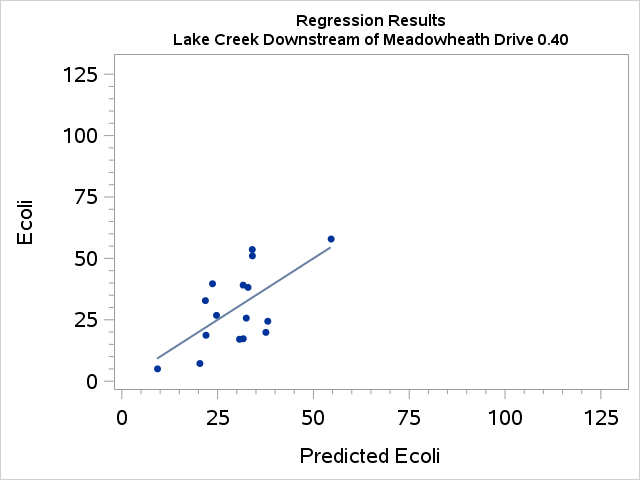 Regression Results
Lake Creek Downstream of Meadowheath Drive 0.40
125
100
75
50
25
0
Ecoli
0 25 50 75 100 125
Predicted Ecoli